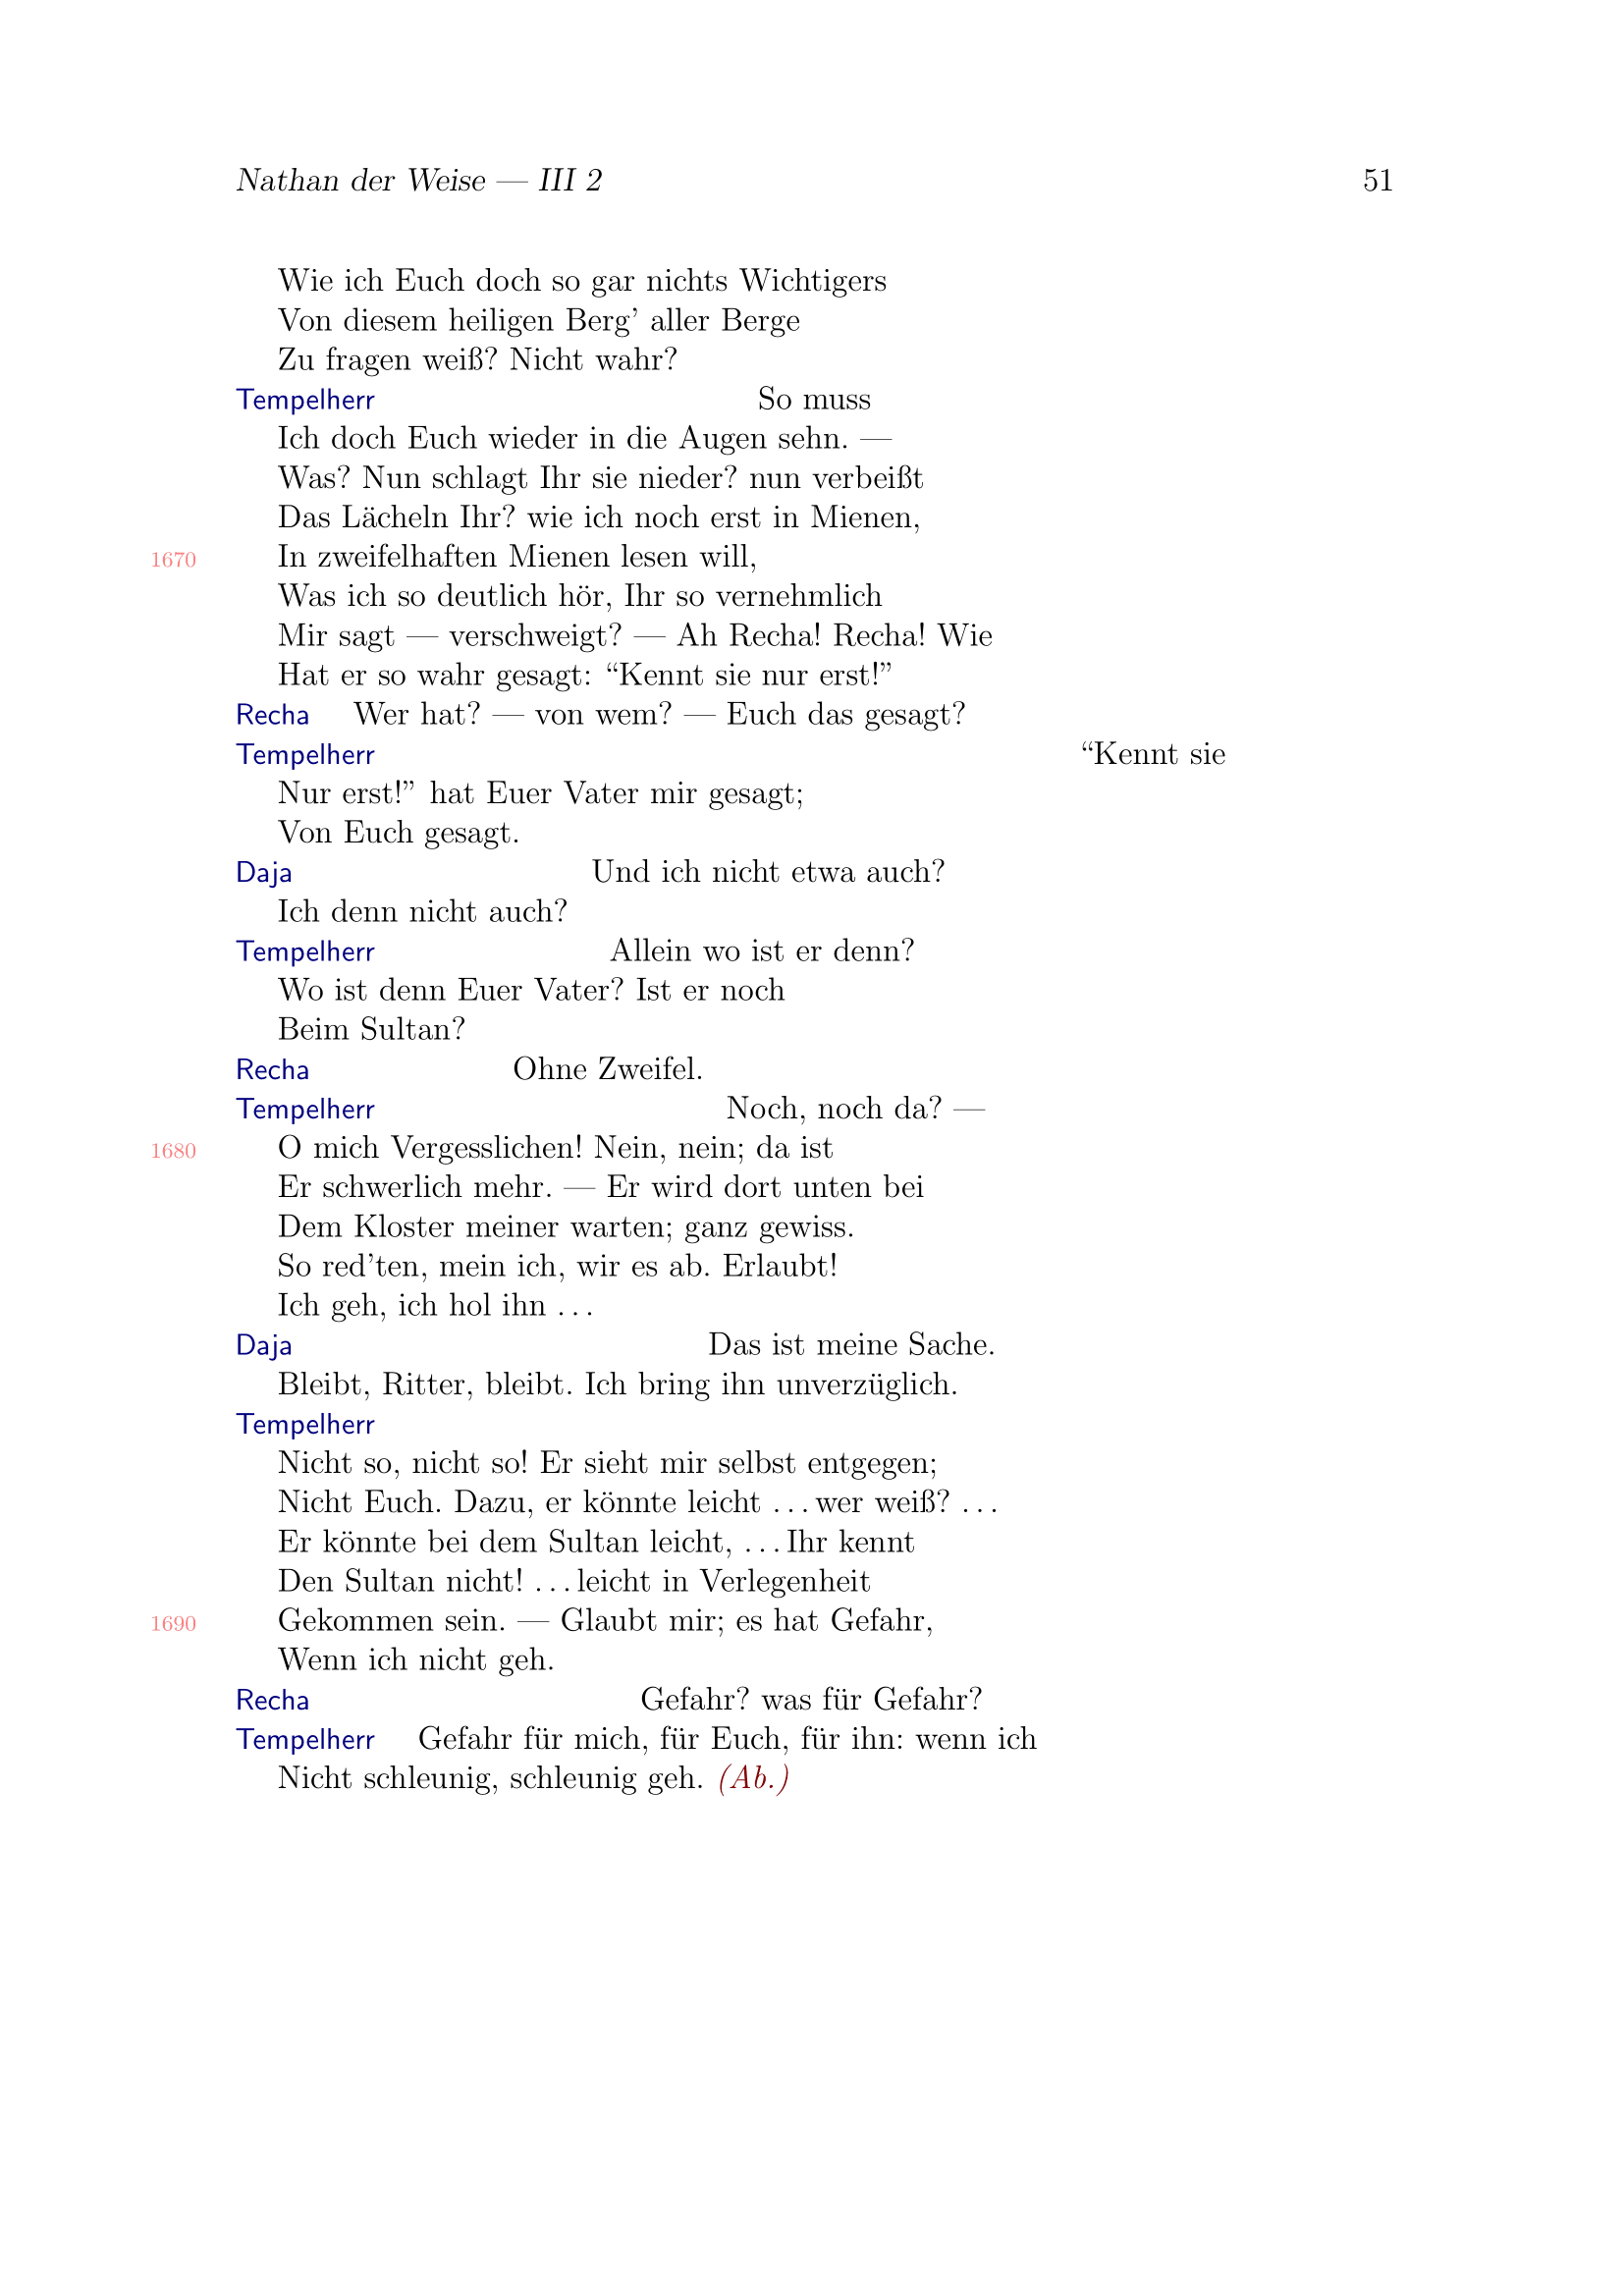 Nathan der Weise — III 2 51
Wie ich Euch doch so gar nichts Wichtigers
Von diesem heiligen Berg’ aller Berge
Zu fragen weiß? Nicht wahr?
Tempelherr So muss
Ich doch Euch wieder in die Augen sehn. —
Was? Nun schlagt Ihr sie nieder? nun verbeißt
Das Lächeln Ihr? wie ich noch erst in Mienen,
1670 In zweifelhaften Mienen lesen will,
Was ich so deutlich hör, Ihr so vernehmlich
Mir sagt — verschweigt? — Ah Recha! Recha! Wie
Hat er so wahr gesagt: “Kennt sie nur erst!”
Recha Wer hat? — von wem? — Euch das gesagt?
Tempelherr “Kennt sie
Nur erst!” hat Euer Vater mir gesagt;
Von Euch gesagt.
Daja Und ich nicht etwa auch?
Ich denn nicht auch?
Tempelherr Allein wo ist er denn?
Wo ist denn Euer Vater? Ist er noch
Beim Sultan?
Recha Ohne Zweifel.
Tempelherr Noch, noch da? —
1680 O mich Vergesslichen! Nein, nein; da ist
Er schwerlich mehr. — Er wird dort unten bei
Dem Kloster meiner warten; ganz gewiss.
So red’ten, mein ich, wir es ab. Erlaubt!
Ich geh, ich hol ihn …
Daja Das ist meine Sache.
Bleibt, Ritter, bleibt. Ich bring ihn unverzüglich.
Tempelherr
Nicht so, nicht so! Er sieht mir selbst entgegen;
Nicht Euch. Dazu, er könnte leicht … wer weiß? …
Er könnte bei dem Sultan leicht, … Ihr kennt
Den Sultan nicht! … leicht in Verlegenheit
1690 Gekommen sein. — Glaubt mir; es hat Gefahr,
Wenn ich nicht geh.
Recha Gefahr? was für Gefahr?
Tempelherr Gefahr für mich, für Euch, für ihn: wenn ich
Nicht schleunig, schleunig geh. (Ab.)